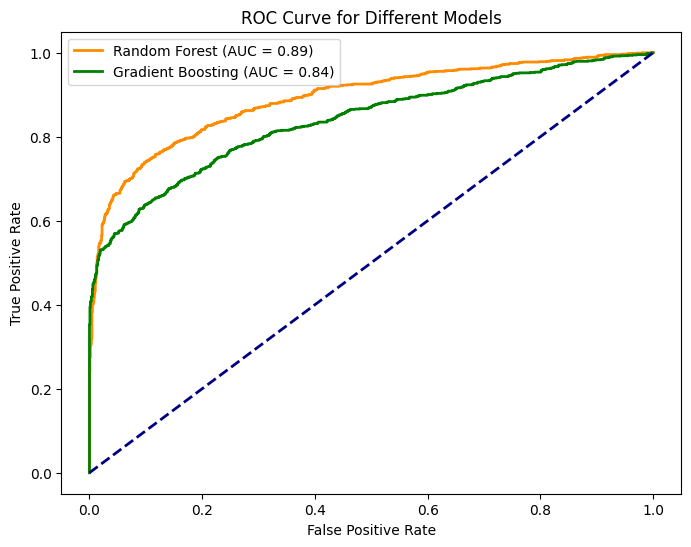 ROC Curve for Different Models
Random Forest (AUC = 0.89)
Gradient Boosting (AUC = 0.84)
True Positive Rate
1.0
0.8
0.6
0.4
0.2
0.0
0.0 0.2 0.4 0.6 0.8 1.0
False Positive Rate